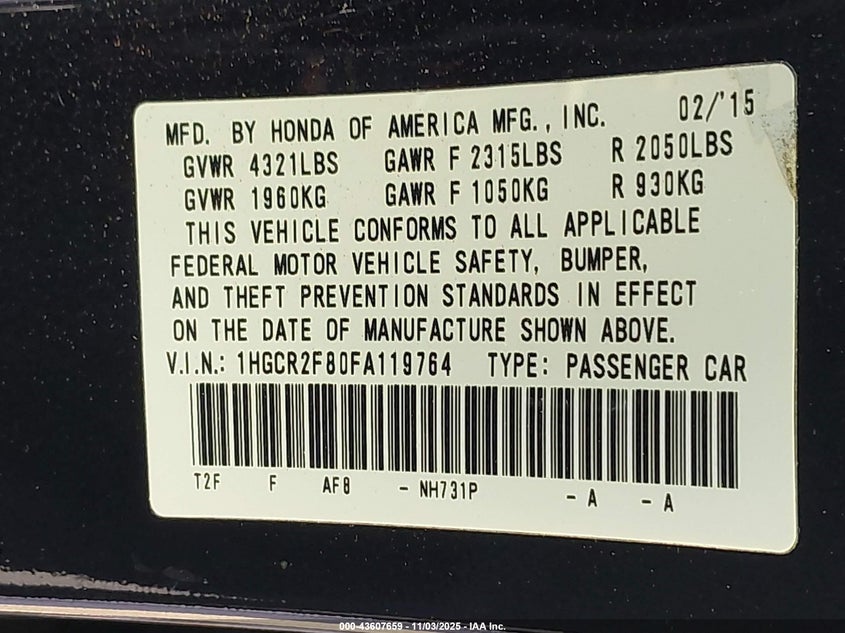 MFD. BY HONDA OF AMERICA MFG., INC. 02/'15
GVWR 4321LBS GAWR F 2315LBS R 2050LBS
GVWR 1960KG GAWR F 1050KG R 930KG
THIS VEHICLE CONFORMS TO ALL APPLICABLE
FEDERAL MOTOR VEHICLE SAFETY, BUMPER,
AND THEFT PREVENTION STANDARDS IN EFFECT
ON THE DATE OF MANUFACTURE SHOWN ABOVE.
V.I.N.: 1HGCR2F80FA119764 TYPE: PASSENGER CAR
T2F F AF8 - NH731P - A - A
000-43607659 - 11/03/2025 - IAA Inc.